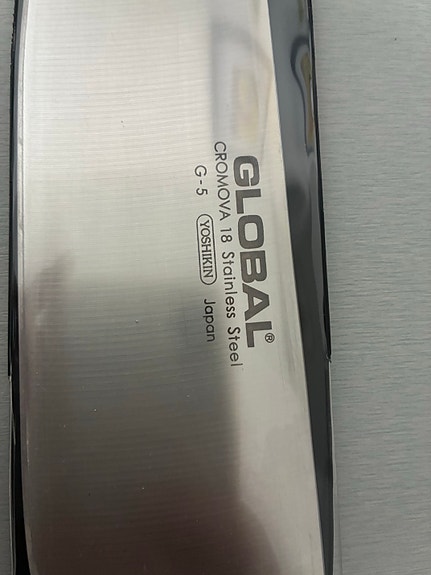 GLOBAL®
CROMOVA 18 Stainless Steel
G-5 YOSHIKIN Japan